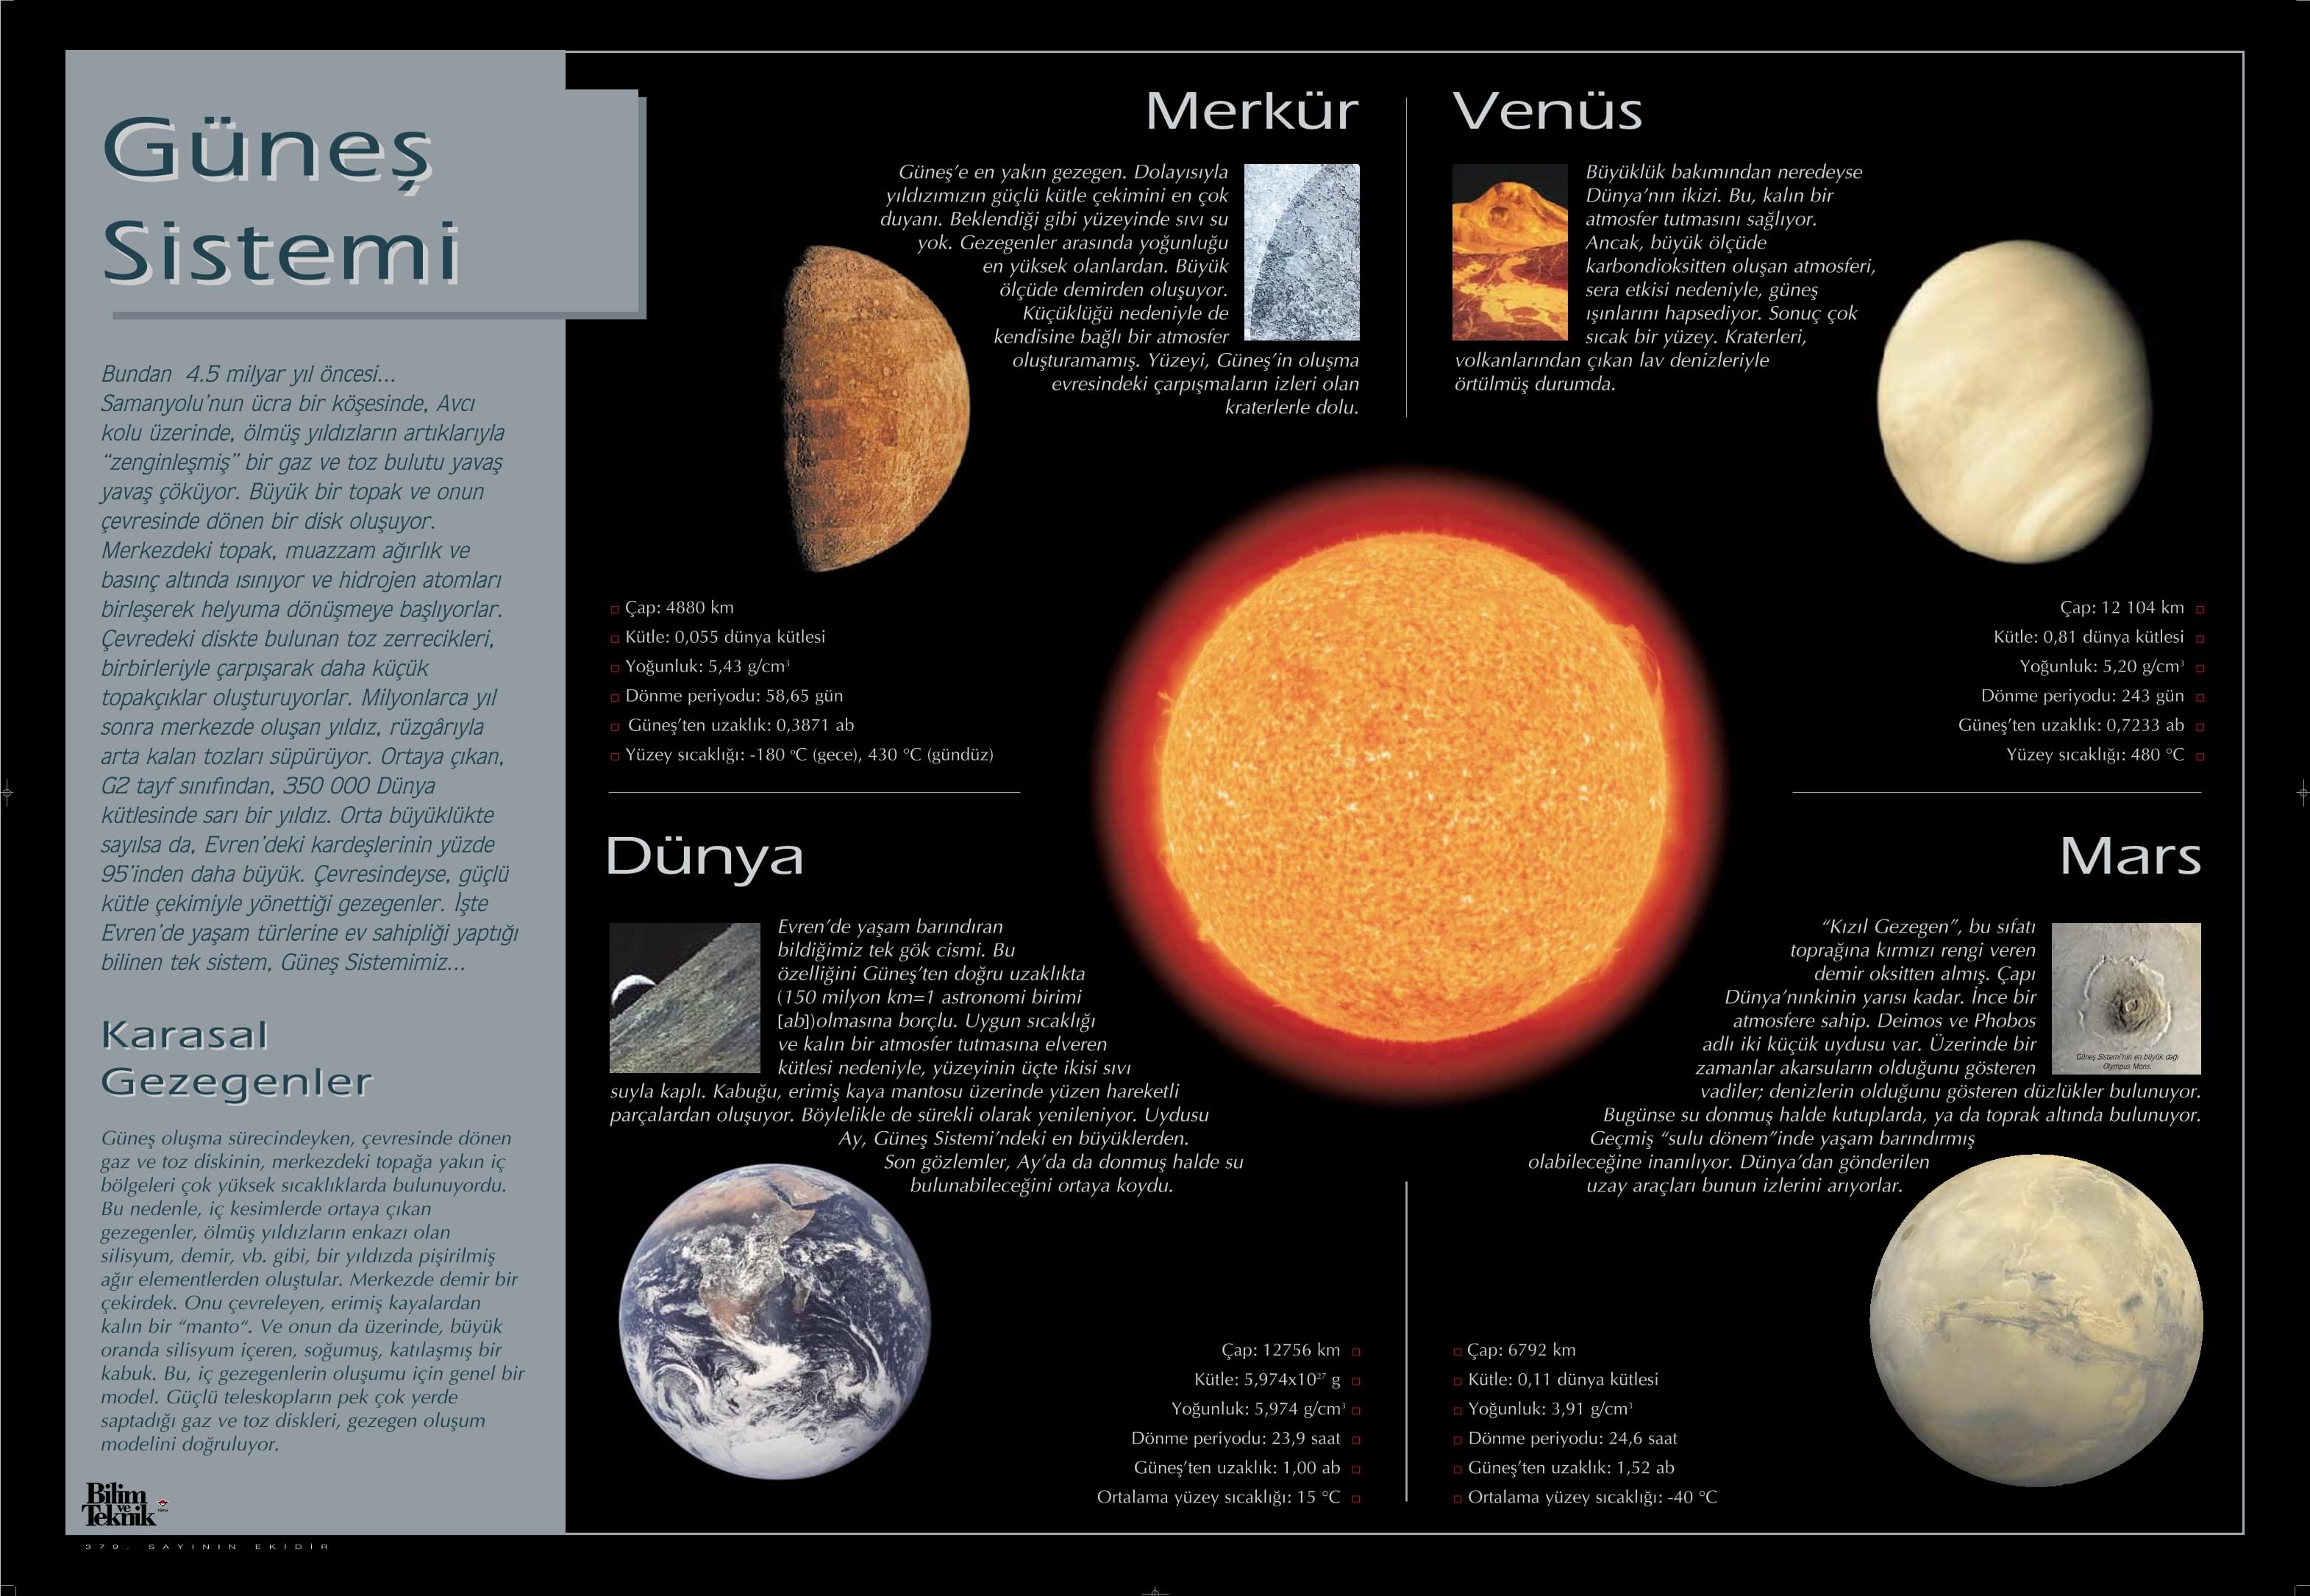 Güneş
Sistemi
Bundan 4.5 milyar yıl öncesi...
Samanyolu'nun ücra bir köşesinde, Avcı
kolu üzerinde, ölmüş yıldızların artıklarıyla
“zenginleşmiş” bir gaz ve toz bulutu yavaş
yavaş çöküyor. Büyük bir topak ve onun
çevresinde dönen bir disk oluşuyor.
Merkezdeki topak, muazzam ağırlık ve
basınç altında ısınıyor ve hidrojen atomları
birleşerek helyuma dönüşmeye başlıyorlar.
Çevredeki diskte bulunan toz zerrecikleri,
birbirleriyle çarpışarak daha küçük
topakçıklar oluşturuyorlar. Milyonlarca yıl
sonra merkezde oluşan yıldız, rüzgârıyla
arta kalan tozları süpürüyor. Ortaya çıkan,
G2 tayf sınıfından, 350 000 Dünya
kütlesinde sarı bir yıldız. Orta büyüklükte
sayılsa da, Evren'deki kardeşlerinin yüzde
95'inden daha büyük. Çevresindeyse, güçlü
kütle çekimiyle yönettiği gezegenler. İşte
Evren'de yaşam türlerine ev sahipliği yaptığı
bilinen tek sistem, Güneş Sistemimiz...
Karasal
Gezegenler
Güneş oluşma sürecindeyken, çevresinde dönen
gaz ve toz diskinin, merkezdeki topağa yakın iç
bölgeleri çok yüksek sıcaklıklarda bulunuyordu.
Bu nedenle, iç kesimlerde ortaya çıkan
gezegenler, ölmüş yıldızların enkazı olan
silisyum, demir, vb. gibi, bir yıldızda pişirilmiş
ağır elementlerden oluştular. Merkezde demir bir
çekirdek. Onu çevreleyen, erimiş kayalardan
kalın bir “manto“. Ve onun da üzerinde, büyük
oranda silisyum içeren, soğumuş, katılaşmış bir
kabuk. Bu, iç gezegenlerin oluşumu için genel bir
model. Güçlü teleskopların pek çok yerde
saptadığı gaz ve toz diskleri, gezegen oluşum
modelini doğruluyor.
Bilim
ve
Teknik
379. SAYININ EKİDİR
Merkür
Güneş'e en yakın gezegen. Dolayısıyla
yıldızımızın güçlü kütle çekimini en çok
duyanı. Beklendiği gibi yüzeyinde sıvı su
yok. Gezegenler arasında yoğunluğu
en yüksek olanlardan. Büyük
ölçüde demirden oluşuyor.
Küçüklüğü nedeniyle de
kendisine bağlı bir atmosfer
oluşturamamış. Yüzeyi, Güneş'in oluşma
evresindeki çarpışmaların izleri olan
kraterlerle dolu.
Çap: 4880 km
Kütle: 0,055 dünya kütlesi
Yoğunluk: 5,43 g/cm³
Dönme periyodu: 58,65 gün
Güneş'ten uzaklık: 0,3871 ab
Yüzey sıcaklığı: -180 °C (gece), 430 °C (gündüz)
Venüs
Büyüklük bakımından neredeyse
Dünya'nın ikizi. Bu, kalın bir
atmosfer tutmasını sağlıyor.
Ancak, büyük ölçüde
karbondioksitten oluşan atmosferi,
sera etkisi nedeniyle, güneş
ışınlarını hapsediyor. Sonuç çok
sıcak bir yüzey. Kraterleri,
volkanlarından çıkan lav denizleriyle
örtülmüş durumda.
Çap: 12 104 km
Kütle: 0,81 dünya kütlesi
Yoğunluk: 5,20 g/cm³
Dönme periyodu: 243 gün
Güneş'ten uzaklık: 0,7233 ab
Yüzey sıcaklığı: 480 °C
Dünya
Evren'de yaşam barındıran
bildiğimiz tek gök cismi. Bu
özelliğini Güneş'ten doğru uzaklıkta
(150 milyon km=1 astronomi birimi
[ab])olmasına borçlu. Uygun sıcaklığı
ve kalın bir atmosfer tutmasına elveren
kütlesi nedeniyle, yüzeyinin üçte ikisi sıvı
suyla kaplı. Kabuğu, erimiş kaya mantosu üzerinde yüzen hareketli
parçalardan oluşuyor. Böylelikle de sürekli olarak yenileniyor. Uydusu
Ay, Güneş Sistemi'ndeki en büyüklerden.
Son gözlemler, Ay'da da donmuş halde su
bulunabileceğini ortaya koydu.
Çap: 12756 km
Kütle: 5,974x10²⁷ g
Yoğunluk: 5,974 g/cm³
Dönme periyodu: 23,9 saat
Güneş'ten uzaklık: 1,00 ab
Ortalama yüzey sıcaklığı: 15 °C
Mars
“Kızıl Gezegen”, bu sıfatı
toprağına kırmızı rengi veren
demir oksitten almış. Çapı
Dünya'nınkinin yarısı kadar. İnce bir
atmosfere sahip. Deimos ve Phobos
adlı iki küçük uydusu var. Üzerinde bir
zamanlar akarsuların olduğunu gösteren
vadiler; denizlerin olduğunu gösteren düzlükler bulunuyor.
Bugünse su donmuş halde kutuplarda, ya da toprak altında bulunuyor.
Geçmiş “sulu dönem”inde yaşam barındırmış
olabileceğine inanılıyor. Dünya'dan gönderilen
uzay araçları bunun izlerini arıyorlar.
Güneş Sistemi'nin en büyük dağı
Olympus Mons.
Çap: 6792 km
Kütle: 0,11 dünya kütlesi
Yoğunluk: 3,91 g/cm³
Dönme periyodu: 24,6 saat
Güneş'ten uzaklık: 1,52 ab
Ortalama yüzey sıcaklığı: -40 °C